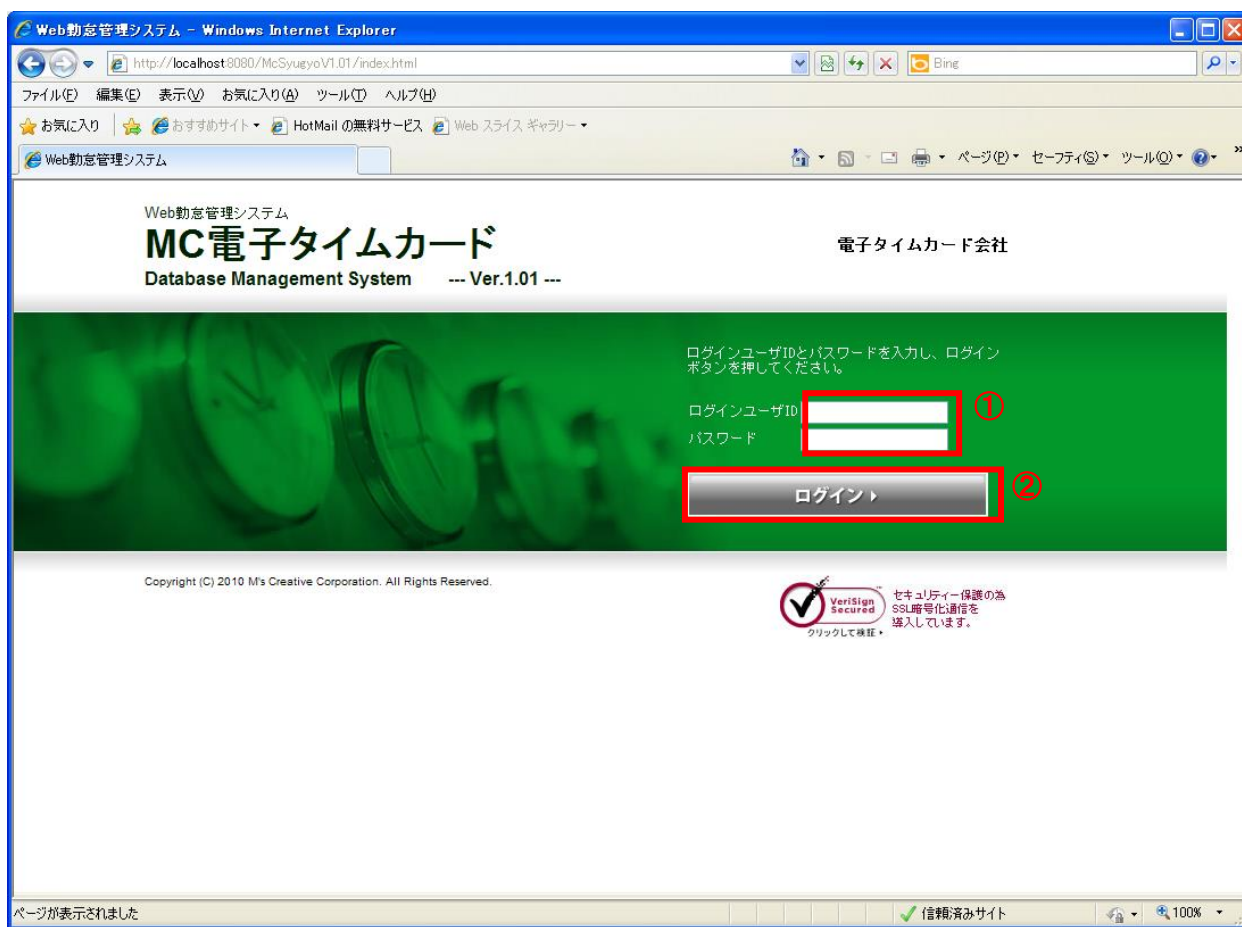 Web勤怠管理システム - Windows Internet Explorer
http://localhost:8080/McSyugyoV1.01/index.html
Bing
ファイル(F) 編集(E) 表示(V) お気に入り(A) ツール(T) ヘルプ(H)
お気に入り おすすめサイト HotMail の無料サービス Web スライス ギャラリー
Web勤怠管理システム
ページ(P) セーフティ(S) ツール(O) »
Web勤怠管理システム
MC電子タイムカード
電子タイムカード会社
Database Management System --- Ver.1.01 ---
ログインユーザIDとパスワードを入力し、ログイン
ボタンを押してください。
ログインユーザID
①
パスワード
ログイン
②
Copyright (C) 2010 M's Creative Corporation. All Rights Reserved.
VeriSign
Secured
クリックして検証
セキュリティー保護の為
SSL暗号化通信を
導入しています。
ページが表示されました
信頼済みサイト
100%